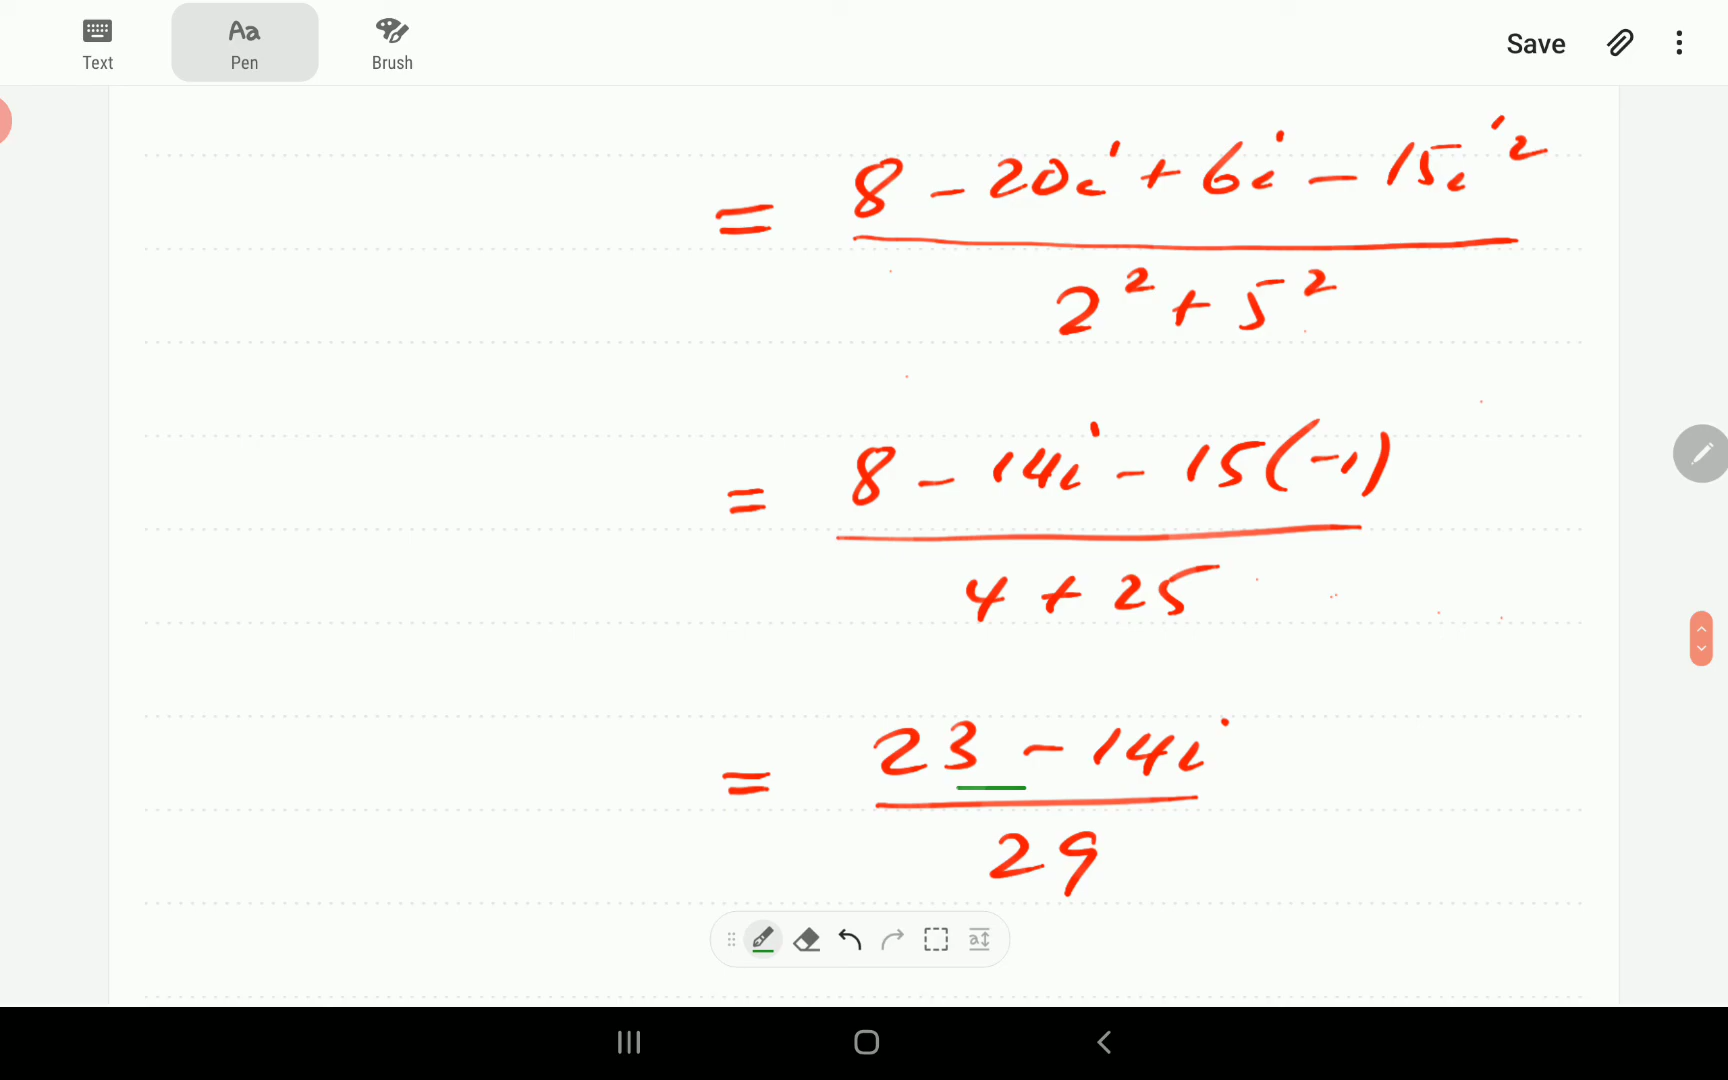 Text
Aa
Pen
Brush
Save
= 8 - 20i + 6i - 15i²
2² + 5²
= 8 - 14i - 15(-1)
4 + 25
= 23 - 14i
29
a